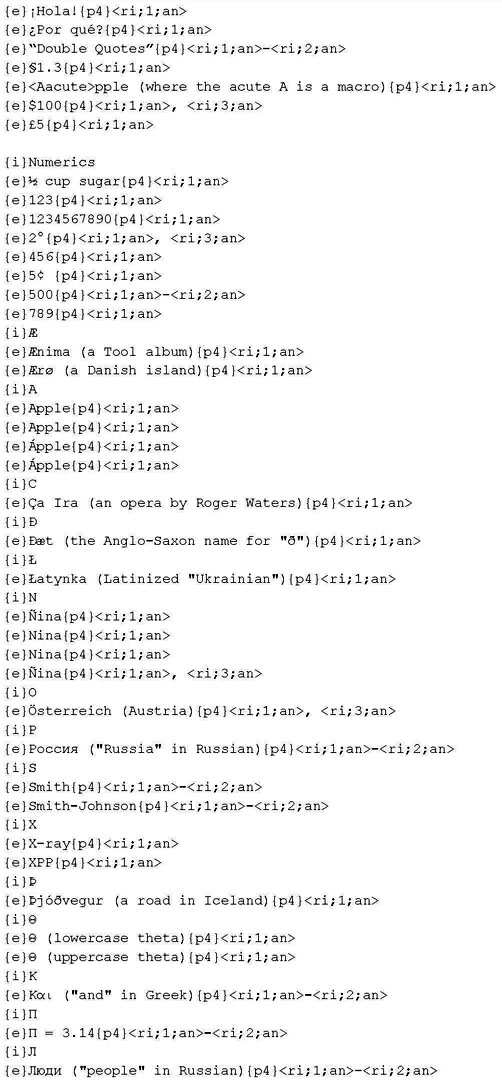 {e}¡Hola!{p4}<ri;1;an>
{e}¿Por qué?{p4}<ri;1;an>
{e}“Double Quotes”{p4}<ri;1;an>-<ri;2;an>
{e}§1.3{p4}<ri;1;an>
{e}<Aacute>pple (where the acute A is a macro){p4}<ri;1;an>
{e}$100{p4}<ri;1;an>, <ri;3;an>
{e}£5{p4}<ri;1;an>
{i}Numerics
{e}½ cup sugar{p4}<ri;1;an>
{e}123{p4}<ri;1;an>
{e}1234567890{p4}<ri;1;an>
{e}2°{p4}<ri;1;an>, <ri;3;an>
{e}456{p4}<ri;1;an>
{e}5¢ {p4}<ri;1;an>
{e}500{p4}<ri;1;an>-<ri;2;an>
{e}789{p4}<ri;1;an>
{i}Æ
{e}Ænima (a Tool album){p4}<ri;1;an>
{e}Ærø (a Danish island){p4}<ri;1;an>
{i}A
{e}Apple{p4}<ri;1;an>
{e}Apple{p4}<ri;1;an>
{e}Ápple{p4}<ri;1;an>
{e}Ápple{p4}<ri;1;an>
{i}C
{e}Ça Ira (an opera by Roger Waters){p4}<ri;1;an>
{i}Ð
{e}Ðæt (the Anglo-Saxon name for "ð"){p4}<ri;1;an>
{i}Ł
{e}Łatynka (Latinized "Ukrainian"){p4}<ri;1;an>
{i}N
{e}Ñina{p4}<ri;1;an>
{e}Nina{p4}<ri;1;an>
{e}Nina{p4}<ri;1;an>
{e}Ñina{p4}<ri;1;an>, <ri;3;an>
{i}O
{e}Österreich (Austria){p4}<ri;1;an>, <ri;3;an>
{i}Р
{e}Россия ("Russia" in Russian){p4}<ri;1;an>-<ri;2;an>
{i}S
{e}Smith{p4}<ri;1;an>-<ri;2;an>
{e}Smith-Johnson{p4}<ri;1;an>-<ri;2;an>
{i}X
{e}X-ray{p4}<ri;1;an>
{e}XPP{p4}<ri;1;an>
{i}Þ
{e}Þjóðvegur (a road in Iceland){p4}<ri;1;an>
{i}Θ
{e}θ (lowercase theta){p4}<ri;1;an>
{e}Θ (uppercase theta){p4}<ri;1;an>
{i}Κ
{e}Και ("and" in Greek){p4}<ri;1;an>-<ri;2;an>
{i}Π
{e}Π = 3.14{p4}<ri;1;an>-<ri;2;an>
{i}Л
{e}Люди ("people" in Russian){p4}<ri;1;an>-<ri;2;an>